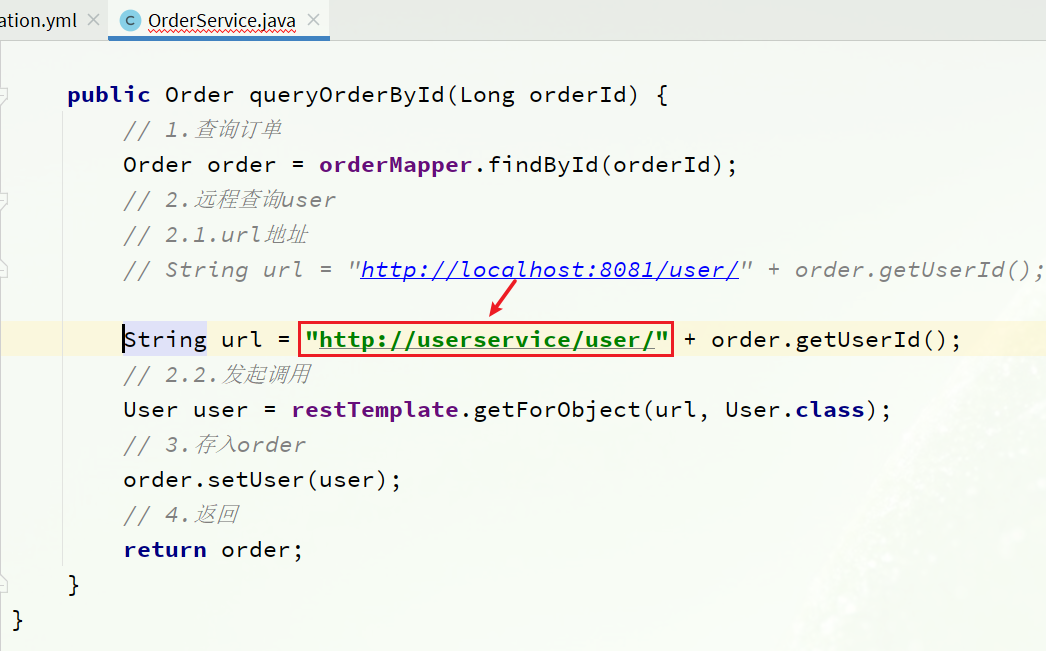 ation.yml × C OrderService.java ×
public Order queryOrderById(Long orderId) {
// 1.查询订单
Order order = orderMapper.findById(orderId);
// 2.远程查询user
// 2.1.url地址
// String url = "http://localhost:8081/user/" + order.getUserId();
String url = "http://userservice/user/" + order.getUserId();
// 2.2.发起调用
User user = restTemplate.getForObject(url, User.class);
// 3.存入order
order.setUser(user);
// 4.返回
return order;
}
}